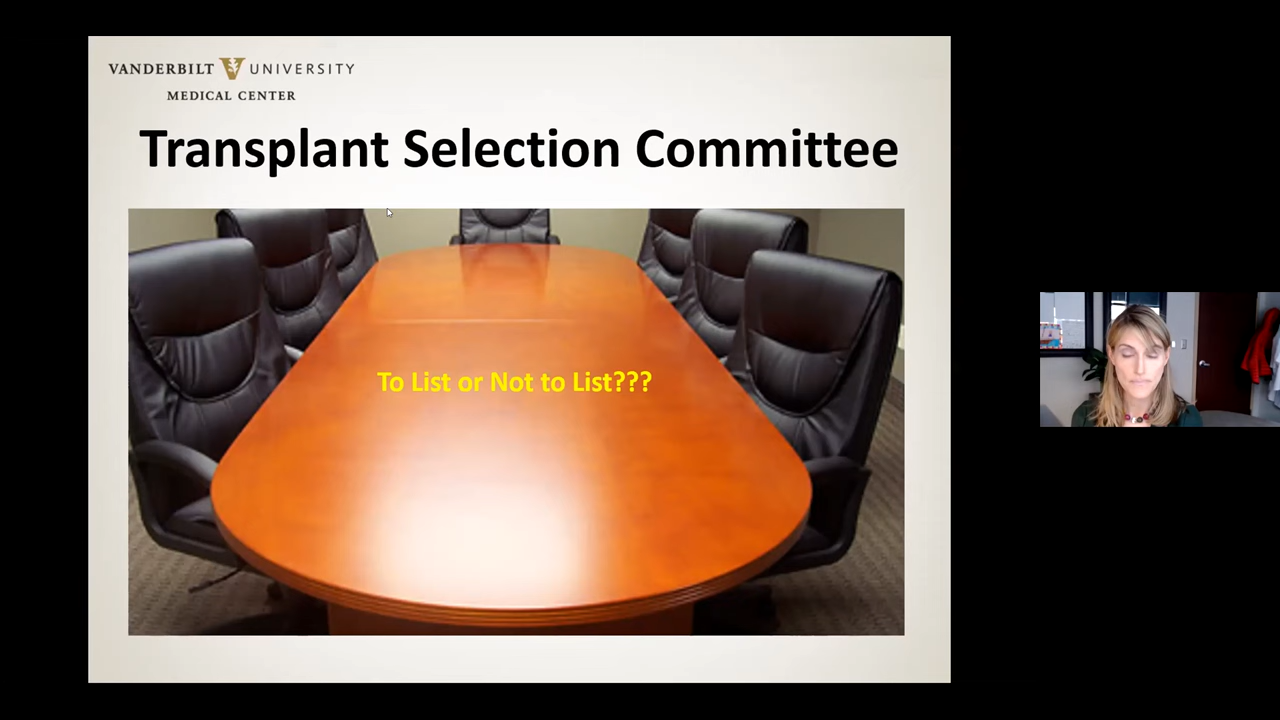 VANDERBILT UNIVERSITY
MEDICAL CENTER
Transplant Selection Committee
To List or Not to List???